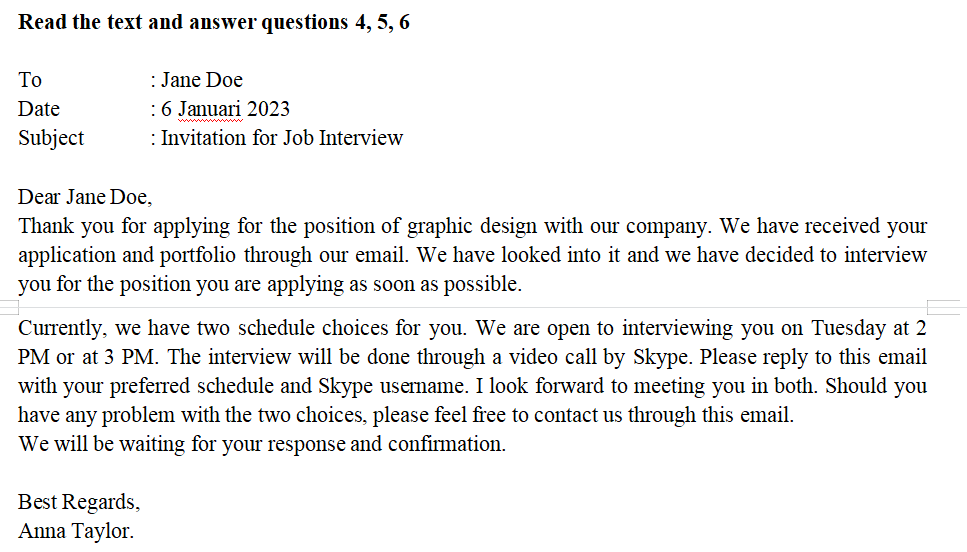 Read the text and answer questions 4, 5, 6
To : Jane Doe
Date : 6 Januari 2023
Subject : Invitation for Job Interview
Dear Jane Doe,
Thank you for applying for the position of graphic design with our company. We have received your
application and portfolio through our email. We have looked into it and we have decided to interview
you for the position you are applying as soon as possible.
Currently, we have two schedule choices for you. We are open to interviewing you on Tuesday at 2
PM or at 3 PM. The interview will be done through a video call by Skype. Please reply to this email
with your preferred schedule and Skype username. I look forward to meeting you in both. Should you
have any problem with the two choices, please feel free to contact us through this email.
We will be waiting for your response and confirmation.
Best Regards,
Anna Taylor.